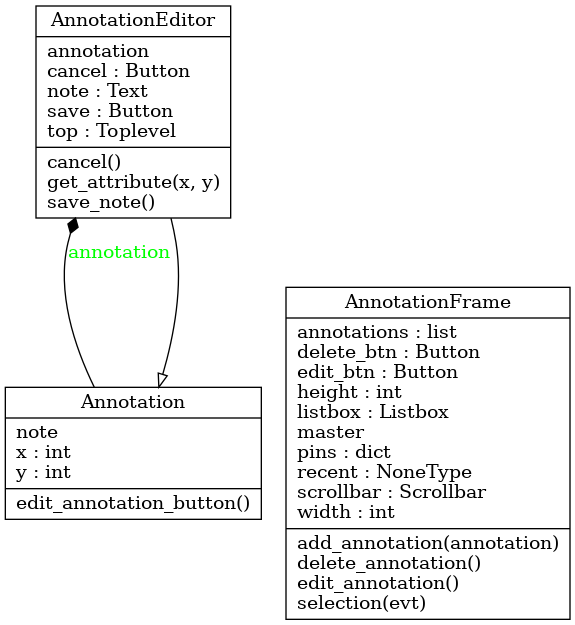 AnnotationEditor
annotation
cancel : Button
note : Text
save : Button
top : Toplevel
cancel()
get_attribute(x, y)
save_note()
annotation
Annotation
note
x : int
y : int
edit_annotation_button()
AnnotationFrame
annotations : list
delete_btn : Button
edit_btn : Button
height : int
listbox : Listbox
master
pins : dict
recent : NoneType
scrollbar : Scrollbar
width : int
add_annotation(annotation)
delete_annotation()
edit_annotation()
selection(evt)